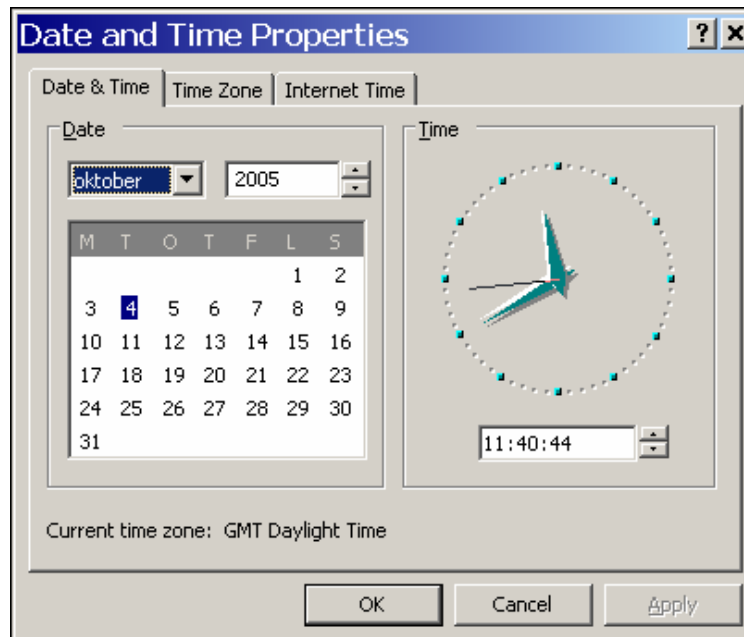 Date and Time Properties
Date & Time Time Zone Internet Time
Date
Time
oktober 2005
M T O T F L S
1 2
3 4 5 6 7 8 9
10 11 12 13 14 15 16
17 18 19 20 21 22 23
24 25 26 27 28 29 30
31
11:40:44
Current time zone: GMT Daylight Time
OK Cancel Apply